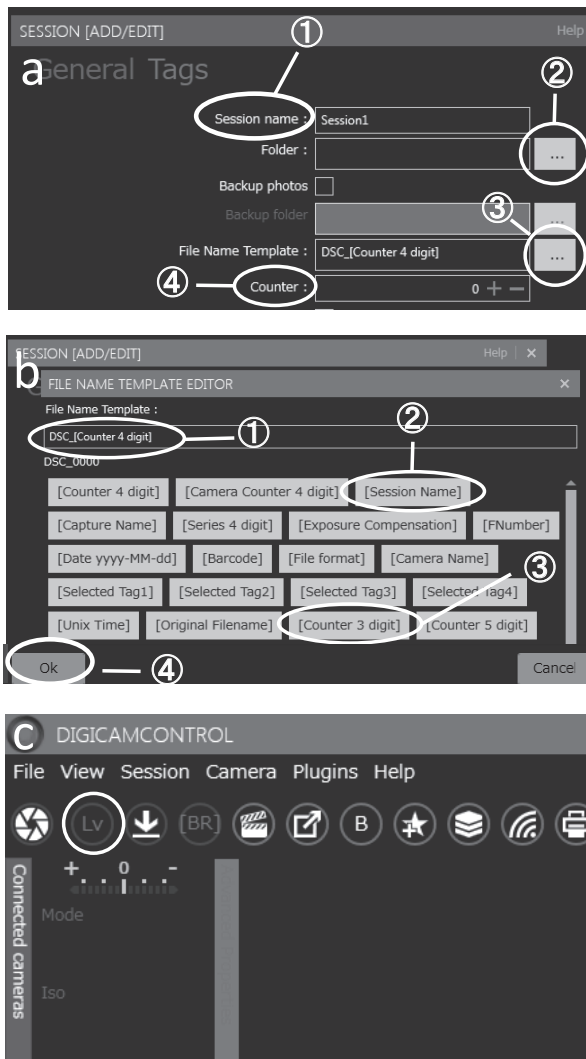 SESSION [ADD/EDIT] ① Help
a General Tags ②
Session name : Session1
Folder : ...
Backup photos
Backup folder ③ ...
File Name Template : DSC_[Counter 4 digit] ...
④ Counter : 0 + −
SESSION [ADD/EDIT] Help | ×
b FILE NAME TEMPLATE EDITOR ×
File Name Template :
DSC_[Counter 4 digit] ① ②
DSC_0000
[Counter 4 digit] [Camera Counter 4 digit] [Session Name]
[Capture Name] [Series 4 digit] [Exposure Compensation] [FNumber]
[Date yyyy-MM-dd] [Barcode] [File format] [Camera Name] ③
[Selected Tag1] [Selected Tag2] [Selected Tag3] [Selected Tag4]
[Unix Time] [Original Filename] [Counter 3 digit] [Counter 5 digit]
Ok ④ Cancel
c DIGICAMCONTROL
File View Session Camera Plugins Help
Lv [BR] B
+ 0 -
Connected cameras
Mode
Iso